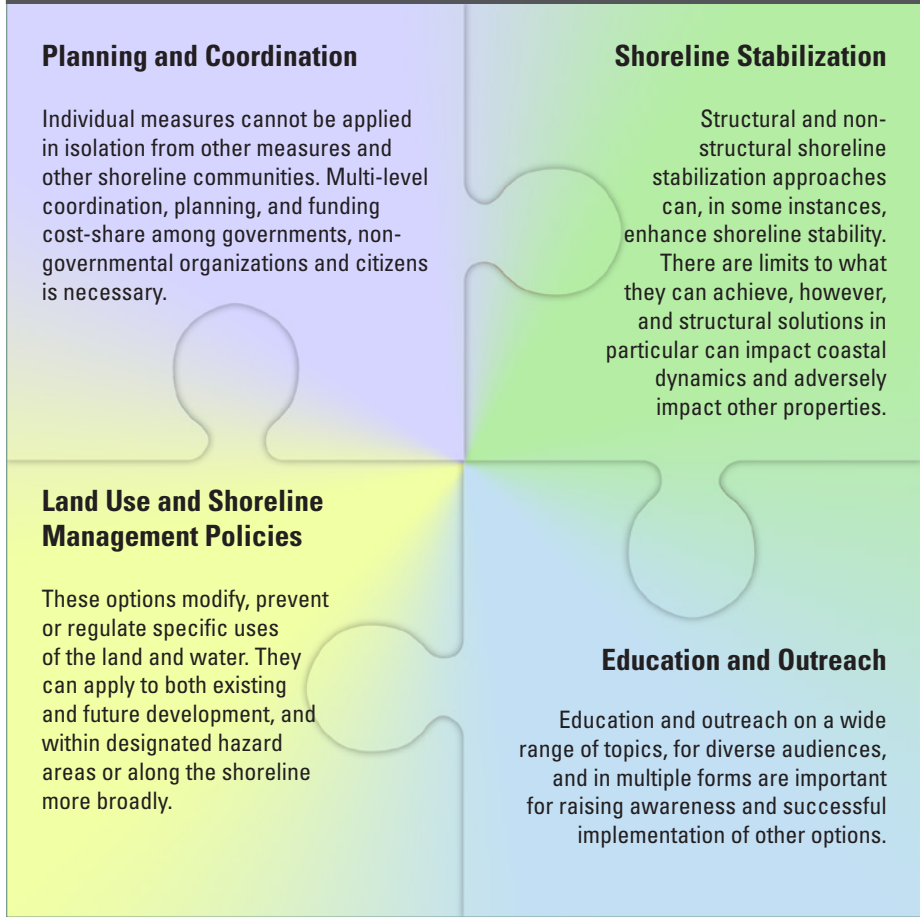 Planning and Coordination
Individual measures cannot be applied
in isolation from other measures and
other shoreline communities. Multi-level
coordination, planning, and funding
cost-share among governments, non-
governmental organizations and citizens
is necessary.
Shoreline Stabilization
Structural and non-
structural shoreline
stabilization approaches
can, in some instances,
enhance shoreline stability.
There are limits to what
they can achieve, however,
and structural solutions in
particular can impact coastal
dynamics and adversely
impact other properties.
Land Use and Shoreline
Management Policies
These options modify, prevent
or regulate specific uses
of the land and water. They
can apply to both existing
and future development, and
within designated hazard
areas or along the shoreline
more broadly.
Education and Outreach
Education and outreach on a wide
range of topics, for diverse audiences,
and in multiple forms are important
for raising awareness and successful
implementation of other options.